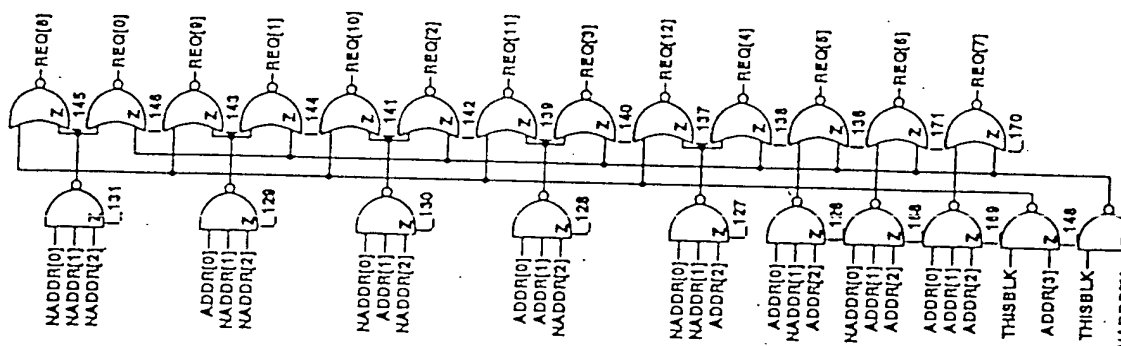 REQ[8]
REQ[0]
REQ[9]
REQ[1]
REQ[10]
REQ[2]
REQ[11]
REQ[3]
REQ[12]
REQ[4]
REQ[5]
REQ[6]
REQ[7]
Z 145
Z 146
Z 143
Z 144
Z 141
Z 142
Z 139
Z 140
Z 137
Z 138
Z 136
Z 171
Z 170
Z 131
Z 129
Z 130
Z 128
Z 127
Z 126
Z 168
Z 169
Z 148
Z
NADDR[0]
NADDR[1]
NADDR[2]
ADDR[0]
NADDR[1]
NADDR[2]
NADDR[0]
ADDR[1]
NADDR[2]
ADDR[0]
ADDR[1]
NADDR[2]
NADDR[0]
NADDR[1]
ADDR[2]
ADDR[0]
NADDR[1]
ADDR[2]
NADDR[0]
ADDR[1]
ADDR[2]
ADDR[0]
ADDR[1]
ADDR[2]
THISBLK
ADDR[3]
THISBLK